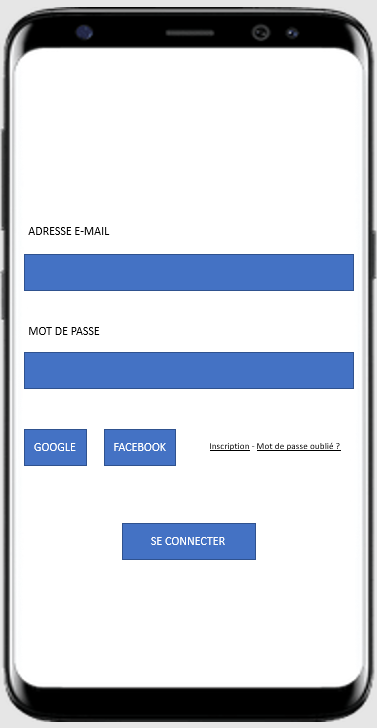 ADRESSE E-MAIL
MOT DE PASSE
GOOGLE FACEBOOK Inscription - Mot de passe oublié ?
SE CONNECTER